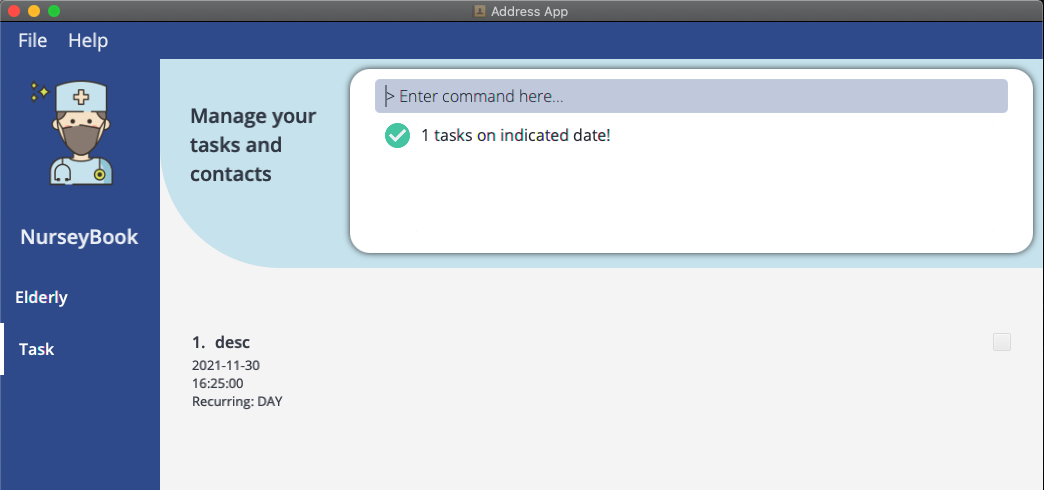 Address App
File Help
Manage your
tasks and
contacts
> Enter command here...
1 tasks on indicated date!
NurseyBook
Elderly
Task
1. desc
2021-11-30
16:25:00
Recurring: DAY